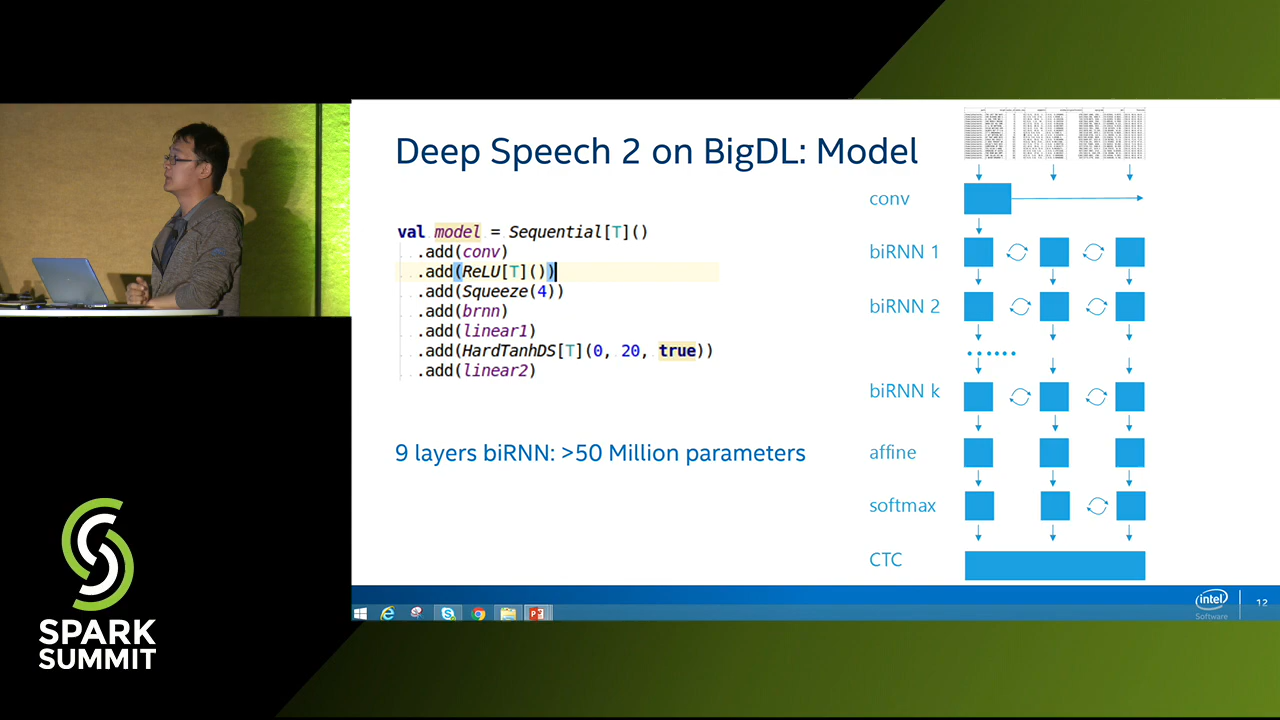 Deep Speech 2 on BigDL: Model
val model = Sequential[T]()
.add(conv)
.add(ReLU[T]())
.add(Squeeze(4))
.add(brnn)
.add(linear1)
.add(HardTanhDS[T](0, 20, true))
.add(linear2)
9 layers biRNN: >50 Million parameters
conv
biRNN 1
biRNN 2
......
biRNN k
affine
softmax
CTC
intel
Software
12
SPARK
SUMMIT